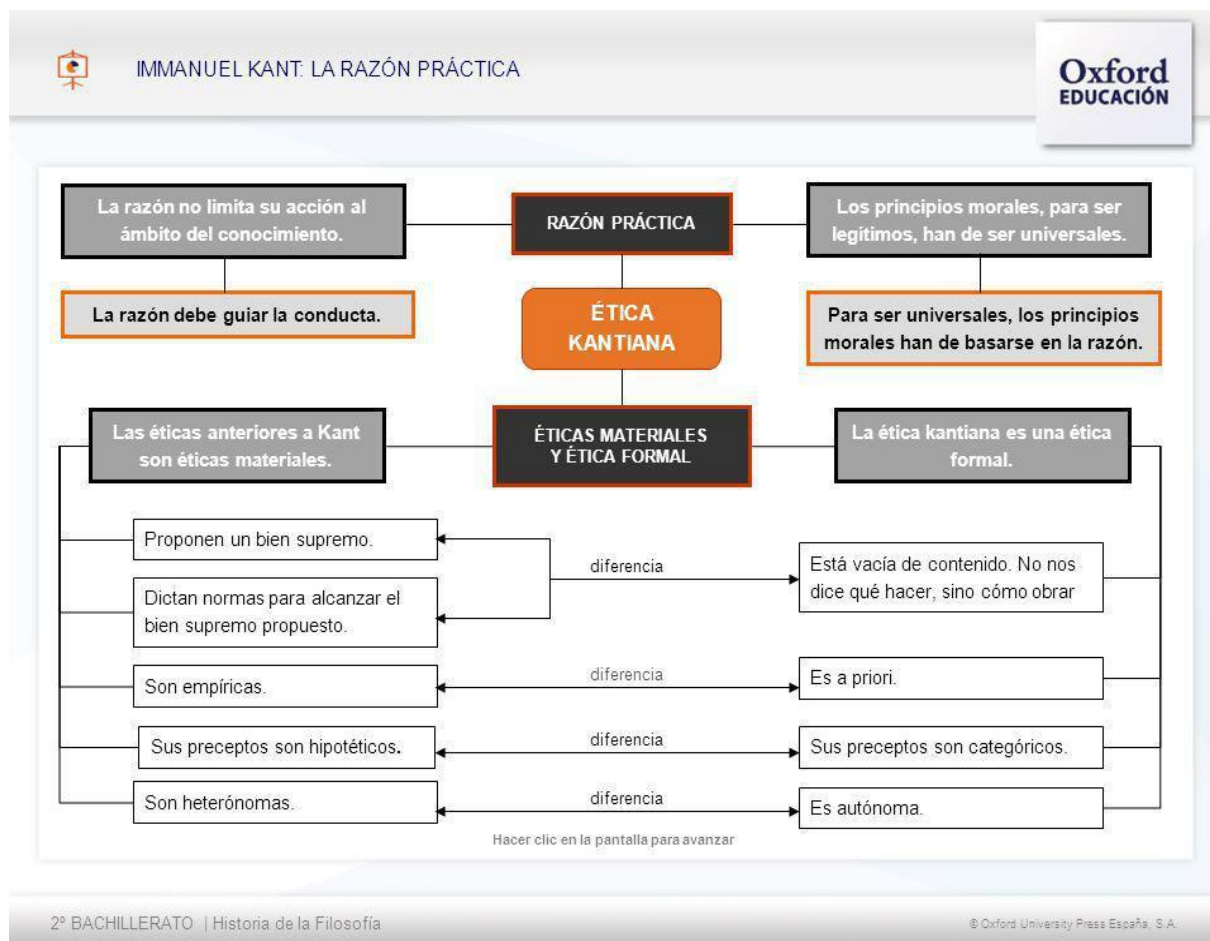 IMMANUEL KANT: LA RAZÓN PRÁCTICA
Oxford
EDUCACIÓN
La razón no limita su acción al
ámbito del conocimiento.
RAZÓN PRÁCTICA
Los principios morales, para ser
legítimos, han de ser universales.
La razón debe guiar la conducta.
ÉTICA
KANTIANA
Para ser universales, los principios
morales han de basarse en la razón.
Las éticas anteriores a Kant
son éticas materiales.
ÉTICAS MATERIALES
Y ÉTICA FORMAL
La ética kantiana es una ética
formal.
Proponen un bien supremo.
Dictan normas para alcanzar el
bien supremo propuesto.
diferencia
Está vacía de contenido. No nos
dice qué hacer, sino cómo obrar
Son empíricas.
diferencia
Es a priori.
Sus preceptos son hipotéticos.
diferencia
Sus preceptos son categóricos.
Son heterónomas.
diferencia
Es autónoma.
Hacer clic en la pantalla para avanzar
2º BACHILLERATO | Historia de la Filosofía
© Oxford University Press España, S.A.